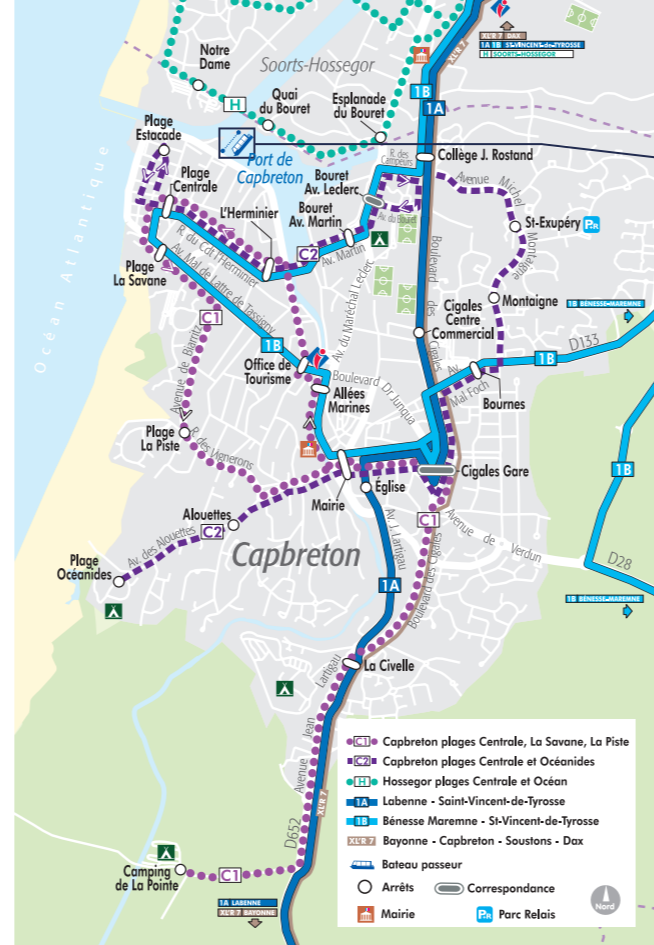 XL'R 7 DAX
1A 1B ST-VINCENT-de-TYROSSE
H SOORTS-HOSSEGOR
XL'R 7
Notre
Dame
Soorts-Hossegor
H
Quai
du Bouret
Esplanade
du Bouret
1B
1A
Plage
Estacade
Port de
Capbreton
R. des
Campeurs
Collège J. Rostand
Plage
Centrale
Bouret
Av. Leclerc
Avenue Michel
Montaigne
L'Herminier
Bouret
Av. Martin
Av. du Bouret
St-Exupéry
P+R
R. du Cdt l'Herminier
C2
Av. Martin
Océan Atlantique
Plage
La Savane
Av. Mal de Lattre de Tassigny
Av. du Maréchal Leclerc
Boulevard des Cigales
Montaigne
C1
Cigales
Centre
Commercial
1B BÉNESSE-MAREMNE
1B
D133
1B
Avenue de Biarritz
Office de
Tourisme
Boulevard Dr Junqua
Av. Mal Foch
Allées
Marines
Bournes
Plage
La Piste
R. des Vignerons
Cigales Gare
1B
Mairie
Église
Alouettes
C2
Av. des Alouettes
C1
Avenue de Verdun
Capbreton
Av. J. Lartigau
Boulevard des Cigales
D28
Plage
Océanides
1A
1B BÉNESSE-MAREMNE
La Civelle
Avenue Jean Lartigau
XL'R 7
D652
C1 Capbreton plages Centrale, La Savane, La Piste
C2 Capbreton plages Centrale et Océanides
H Hossegor plages Centrale et Océan
1A Labenne - Saint-Vincent-de-Tyrosse
1B Bénesse Maremne - St-Vincent-de-Tyrosse
XL'R 7 Bayonne - Capbreton - Soustons - Dax
Bateau passeur
Arrêts
Correspondance
Mairie
P+R Parc Relais
Nord
Camping
de La Pointe
C1
1A LABENNE
XL'R 7 BAYONNE